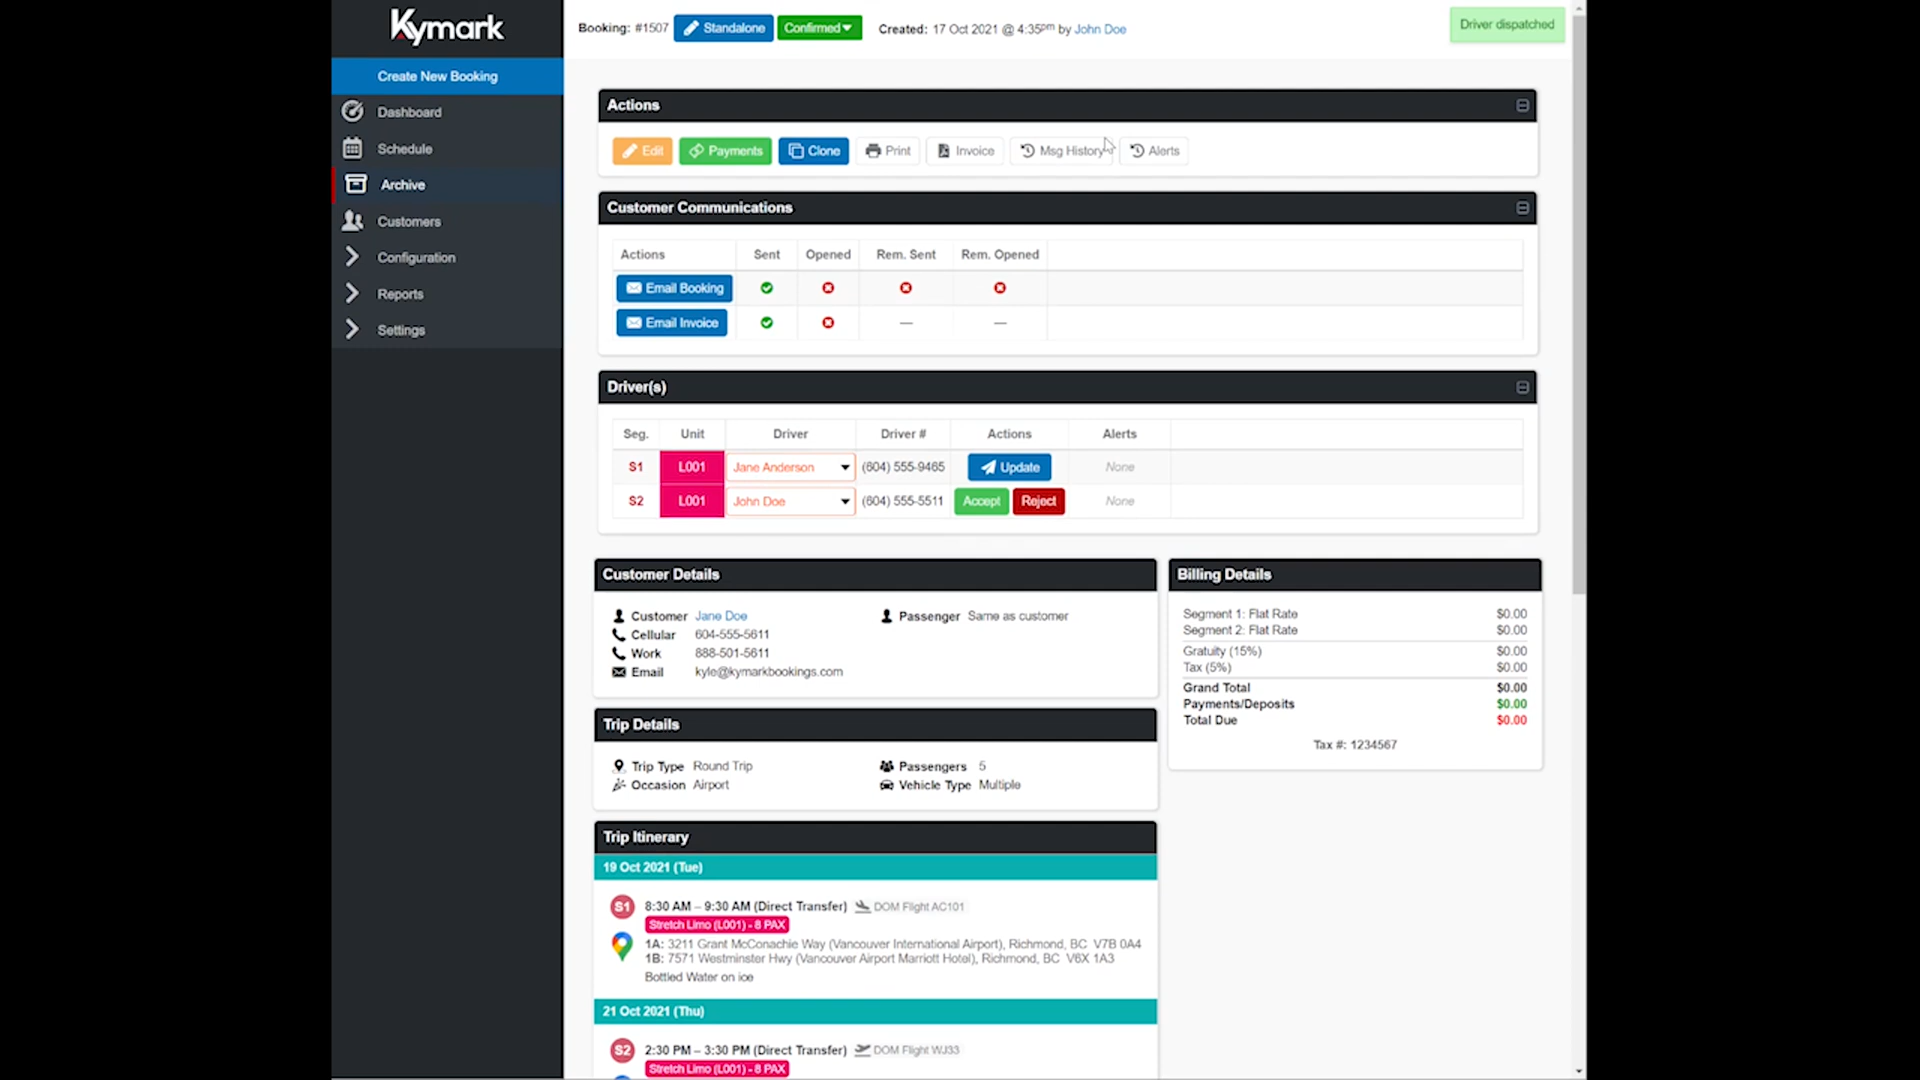 Kymark
Booking: #1507 Standalone Confirmed Created: 17 Oct 2021 @ 4:35pm by John Doe
Driver dispatched
Create New Booking
Dashboard
Schedule
Archive
Customers
Configuration
Reports
Settings
Actions
Edit Payments Clone Print Invoice Msg History Alerts
Customer Communications
Actions Sent Opened Rem. Sent Rem. Opened
Email Booking
Email Invoice — —
Driver(s)
Seg. Unit Driver Driver # Actions Alerts
S1 L001 Jane Anderson (604) 555-9465 Update None
S2 L001 John Doe (604) 555-5511 Accept Reject None
Customer Details
Customer Jane Doe Passenger Same as customer
Cellular 604-555-5611
Work 888-501-5611
Email kyle@kymarkbookings.com
Billing Details
Segment 1: Flat Rate $0.00
Segment 2: Flat Rate $0.00
Gratuity (15%) $0.00
Tax (5%) $0.00
Grand Total $0.00
Payments/Deposits $0.00
Total Due $0.00
Tax #: 1234567
Trip Details
Trip Type Round Trip Passengers 5
Occasion Airport Vehicle Type Multiple
Trip Itinerary
19 Oct 2021 (Tue)
S1 8:30 AM – 9:30 AM (Direct Transfer) DOM Flight AC101
Stretch Limo (L001) - 8 PAX
1A: 3211 Grant McConachie Way (Vancouver International Airport), Richmond, BC V7B 0A4
1B: 7571 Westminster Hwy (Vancouver Airport Marriott Hotel), Richmond, BC V6X 1A3
Bottled Water on ice
21 Oct 2021 (Thu)
S2 2:30 PM – 3:30 PM (Direct Transfer) DOM Flight WJ33
Stretch Limo (L001) - 8 PAX